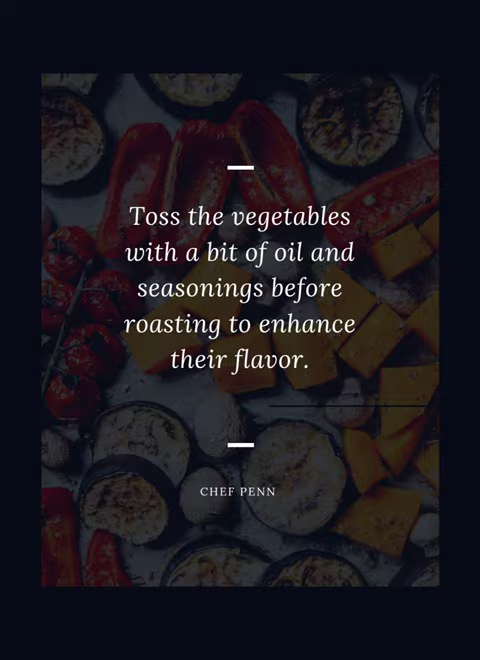 Toss the vegetables
with a bit of oil and
seasonings before
roasting to enhance
their flavor.
CHEF PENN